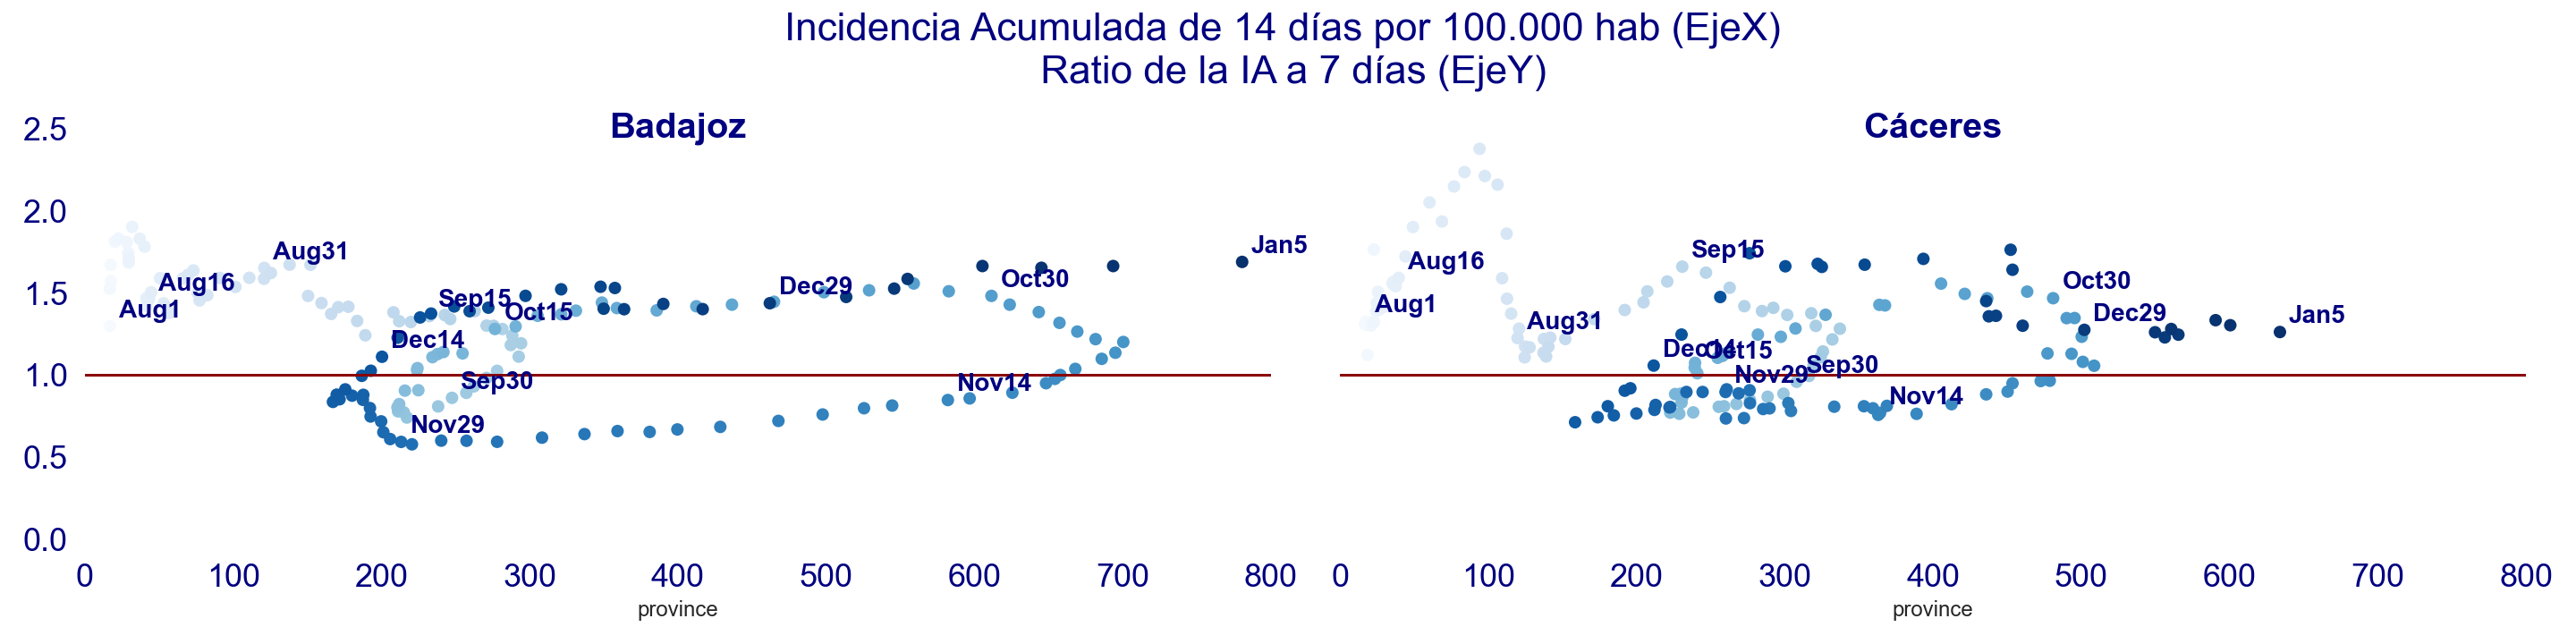 Incidencia Acumulada de 14 días por 100.000 hab (EjeX)
Ratio de la IA a 7 días (EjeY)
Badajoz
2.5
2.0
1.5
1.0
0.5
0.0
Aug1
Aug16
Aug31
Sep15
Oct15
Dec14
Sep30
Nov29
Dec29
Oct30
Nov14
Jan5
0 100 200 300 400 500 600 700 800
province
Cáceres
Aug1
Aug16
Aug31
Sep15
Dec14
Oct15
Nov29
Sep30
Nov14
Oct30
Dec29
Jan5
0 100 200 300 400 500 600 700 800
province